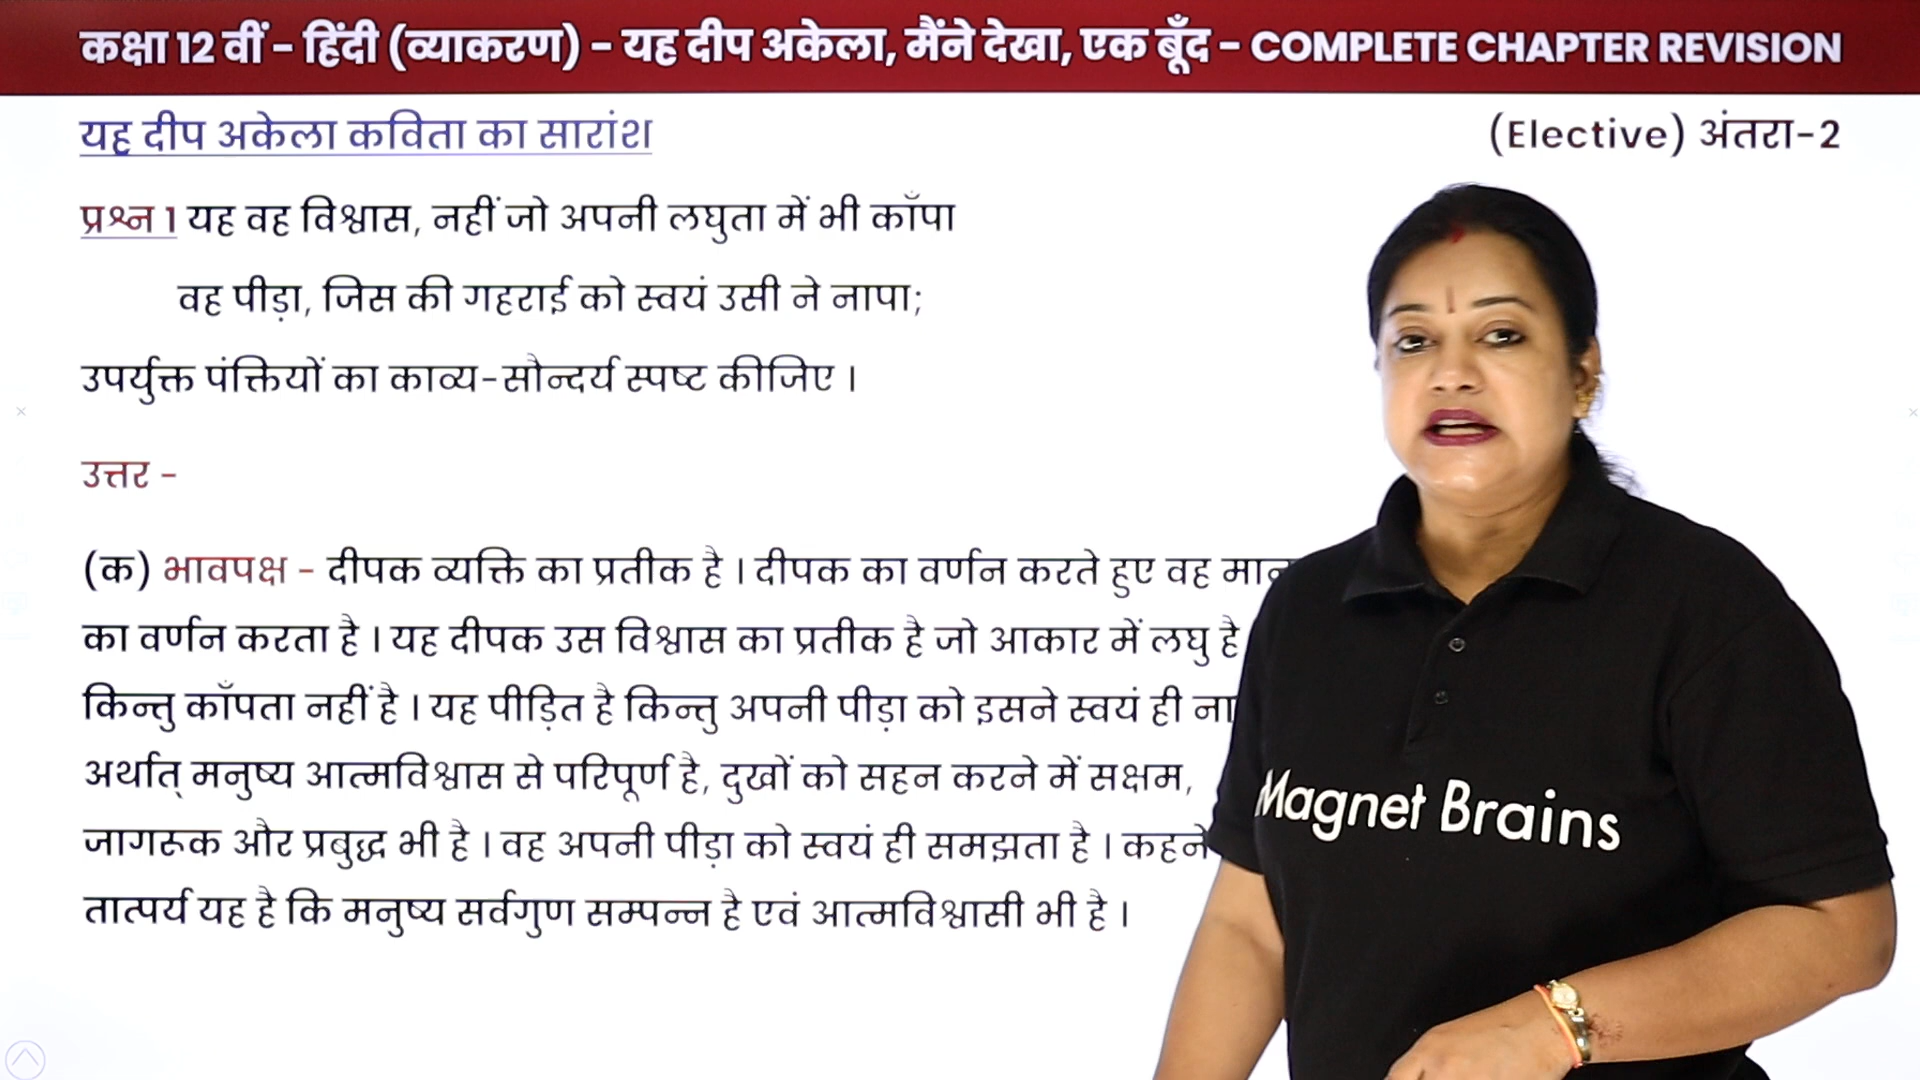 कक्षा 12 वीं - हिंदी (व्याकरण) - यह दीप अकेला, मैंने देखा, एक बूँद - COMPLETE CHAPTER REVISION
यह दीप अकेला कविता का सारांश
(Elective) अंतरा-2
प्रश्न 1 यह वह विश्वास, नहीं जो अपनी लघुता में भी काँपा
वह पीड़ा, जिस की गहराई को स्वयं उसी ने नापा;
उपर्युक्त पंक्तियों का काव्य-सौन्दर्य स्पष्ट कीजिए ।
उत्तर -
(क) भावपक्ष - दीपक व्यक्ति का प्रतीक है । दीपक का वर्णन करते हुए वह
का वर्णन करता है । यह दीपक उस विश्वास का प्रतीक है जो आकार में लघु है
किन्तु काँपता नहीं है । यह पीड़ित है किन्तु अपनी पीड़ा को इसने स्वयं ही
अर्थात् मनुष्य आत्मविश्वास से परिपूर्ण है, दुखों को सहन करने में सक्षम,
जागरूक और प्रबुद्ध भी है । वह अपनी पीड़ा को स्वयं ही समझता है । कहने
तात्पर्य यह है कि मनुष्य सर्वगुण सम्पन्न है एवं आत्मविश्वासी भी है ।
Magnet Brains